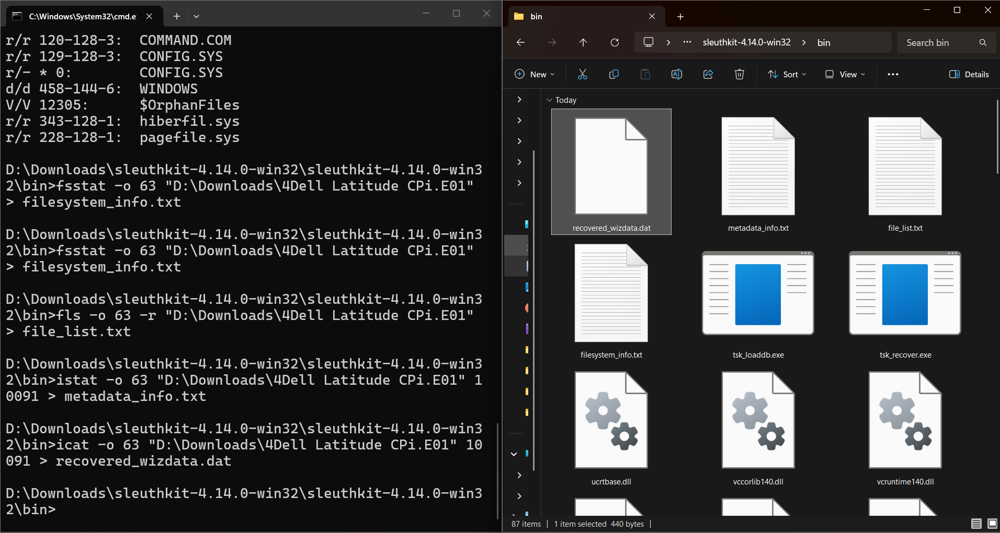 C:\Windows\System32\cmd.e
r/r 120-128-3:  COMMAND.COM
r/r 129-128-3:  CONFIG.SYS
r/- * 0:        CONFIG.SYS
d/d 458-144-6:  WINDOWS
V/V 12305:      $OrphanFiles
r/r 343-128-1:  hiberfil.sys
r/r 228-128-1:  pagefile.sys
D:\Downloads\sleuthkit-4.14.0-win32\sleuthkit-4.14.0-win3
2\bin>fsstat -o 63 "D:\Downloads\4Dell Latitude CPi.E01"
> filesystem_info.txt
D:\Downloads\sleuthkit-4.14.0-win32\sleuthkit-4.14.0-win3
2\bin>fsstat -o 63 "D:\Downloads\4Dell Latitude CPi.E01"
> filesystem_info.txt
D:\Downloads\sleuthkit-4.14.0-win32\sleuthkit-4.14.0-win3
2\bin>fls -o 63 -r "D:\Downloads\4Dell Latitude CPi.E01"
> file_list.txt
D:\Downloads\sleuthkit-4.14.0-win32\sleuthkit-4.14.0-win3
2\bin>istat -o 63 "D:\Downloads\4Dell Latitude CPi.E01" 1
0091 > metadata_info.txt
D:\Downloads\sleuthkit-4.14.0-win32\sleuthkit-4.14.0-win3
2\bin>icat -o 63 "D:\Downloads\4Dell Latitude CPi.E01" 10
091 > recovered_wizdata.dat
D:\Downloads\sleuthkit-4.14.0-win32\sleuthkit-4.14.0-win3
2\bin>
bin
sleuthkit-4.14.0-win32 > bin
Search bin
New
Sort
View
Details
Today
recovered_wizdata.dat
metadata_info.txt
file_list.txt
filesystem_info.txt
tsk_loaddb.exe
tsk_recover.exe
ucrtbase.dll
vccorlib140.dll
vcruntime140.dll
87 items | 1 item selected 440 bytes |